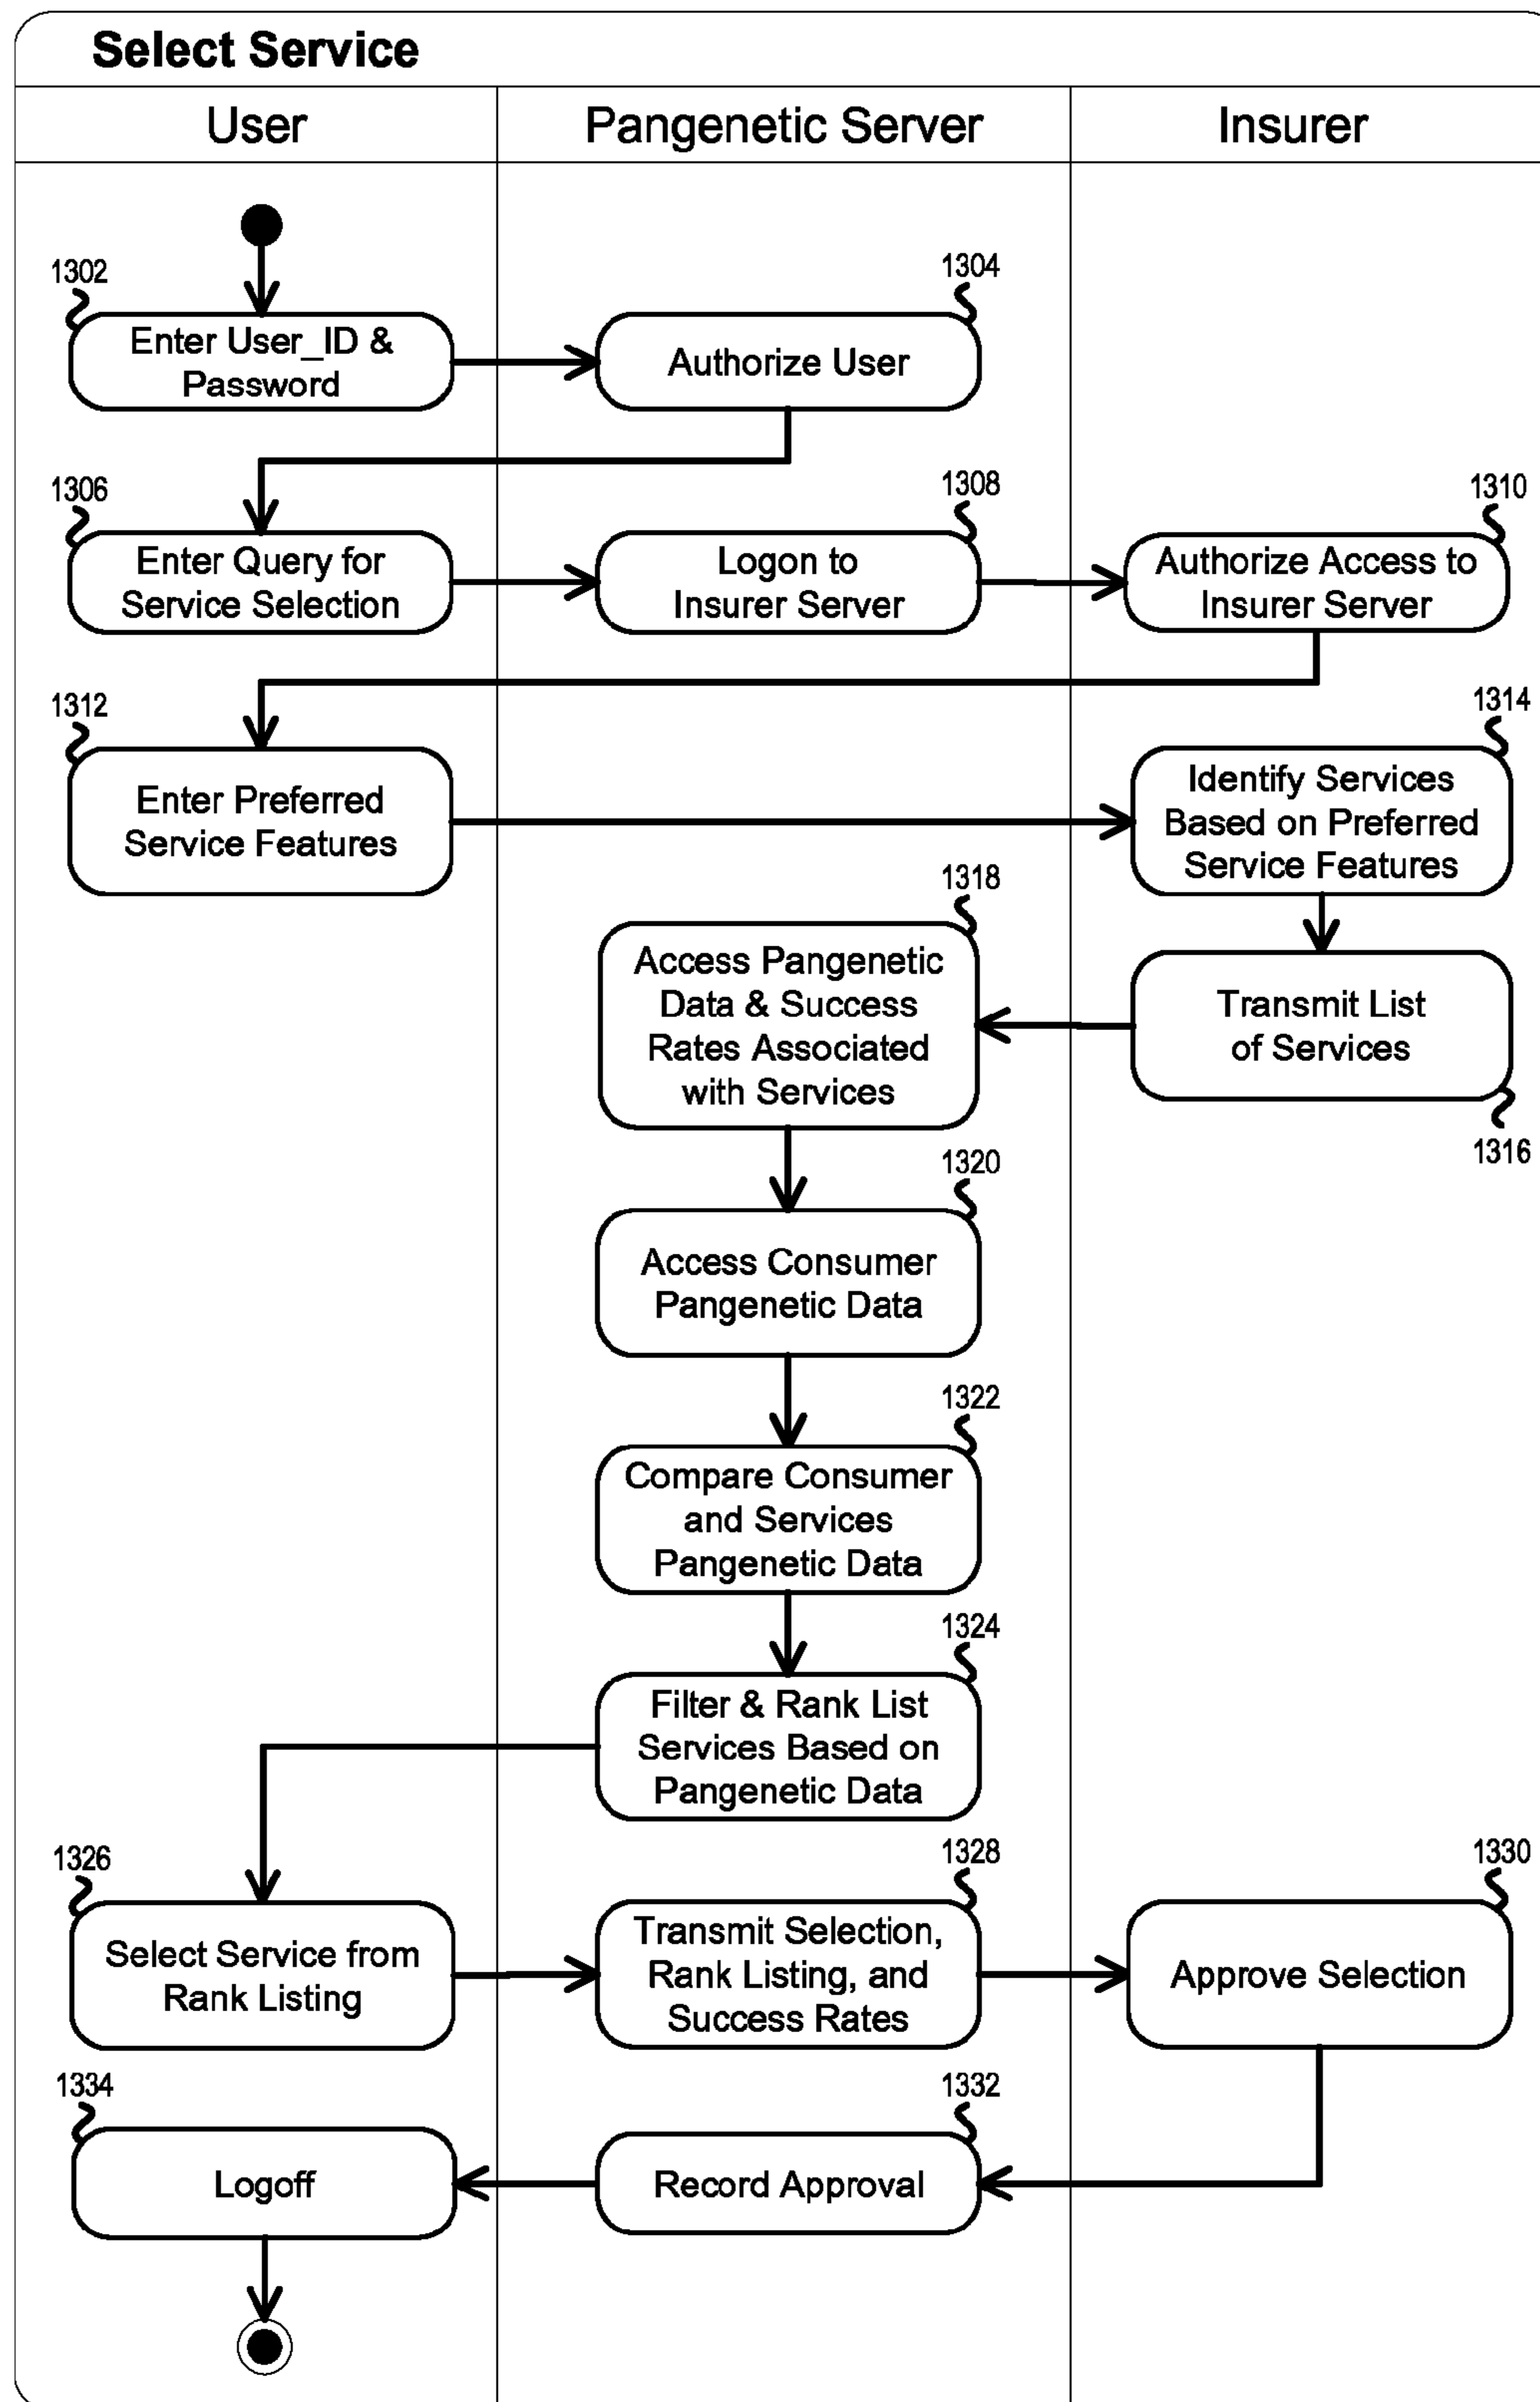 Select Service
User
Pangenetic Server
Insurer
1302
Enter User_ID &
Password
1304
Authorize User
1306
Enter Query for
Service Selection
1308
Logon to
Insurer Server
1310
Authorize Access to
Insurer Server
1312
Enter Preferred
Service Features
1314
Identify Services
Based on Preferred
Service Features
1316
Transmit List
of Services
1318
Access Pangenetic
Data & Success
Rates Associated
with Services
1320
Access Consumer
Pangenetic Data
1322
Compare Consumer
and Services
Pangenetic Data
1324
Filter & Rank List
Services Based on
Pangenetic Data
1326
Select Service from
Rank Listing
1328
Transmit Selection,
Rank Listing, and
Success Rates
1330
Approve Selection
1332
Record Approval
1334
Logoff